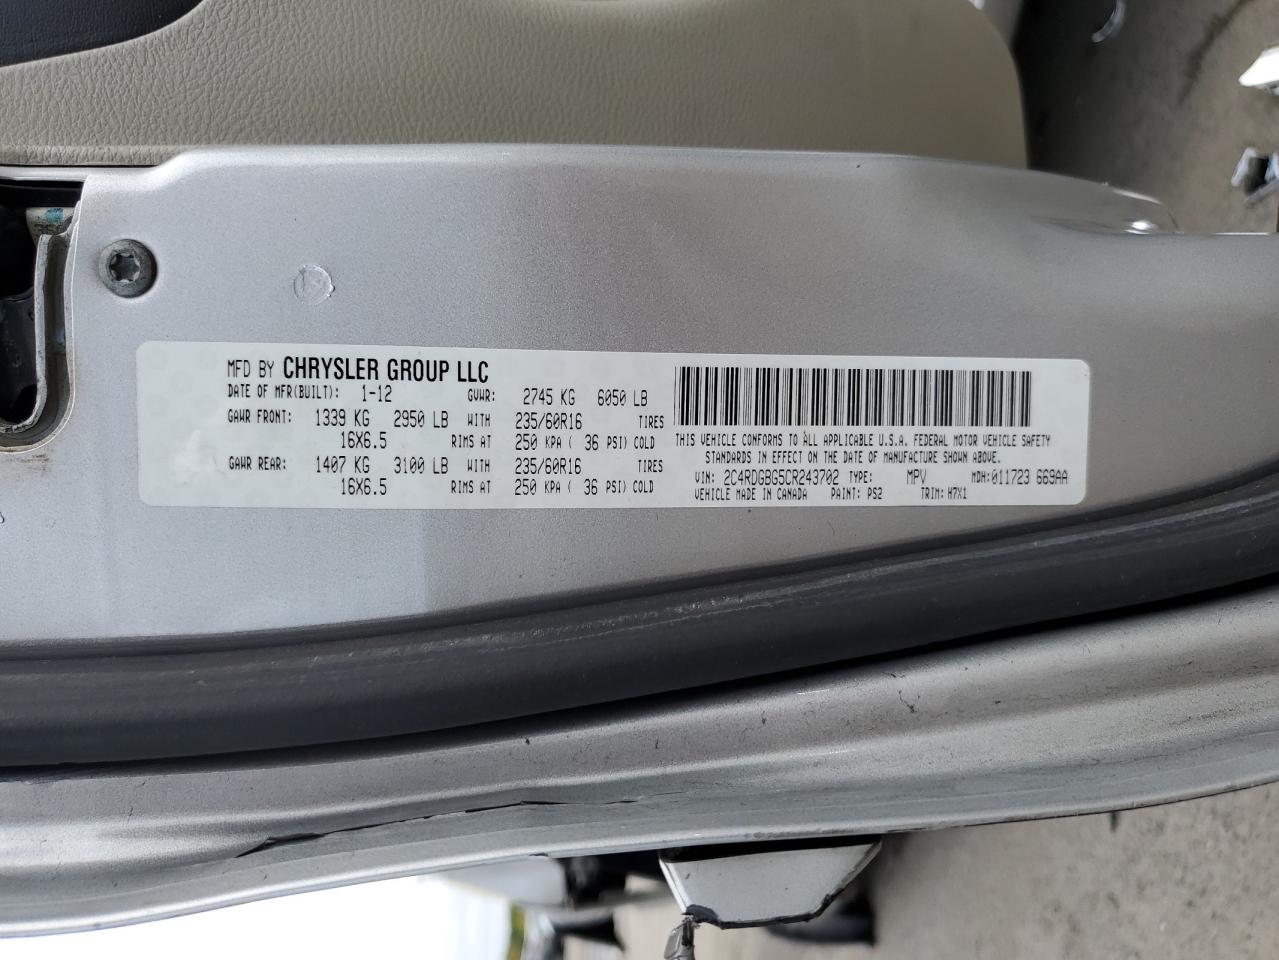 MFD BY CHRYSLER GROUP LLC
DATE OF MFR(BUILT): 1-12 GVWR: 2745 KG 6050 LB
GAWR FRONT: 1339 KG 2950 LB WITH 235/60R16 TIRES
16X6.5 RIMS AT 250 KPA ( 36 PSI) COLD
GAWR REAR: 1407 KG 3100 LB WITH 235/60R16 TIRES
16X6.5 RIMS AT 250 KPA ( 36 PSI) COLD
THIS VEHICLE CONFORMS TO ALL APPLICABLE U.S.A. FEDERAL MOTOR VEHICLE SAFETY
STANDARDS IN EFFECT ON THE DATE OF MANUFACTURE SHOWN ABOVE.
VIN: 2C4RDGBG5CR243702 TYPE: MPV MDH:011723 669AA
VEHICLE MADE IN CANADA PAINT: PS2 TRIM: H7X1